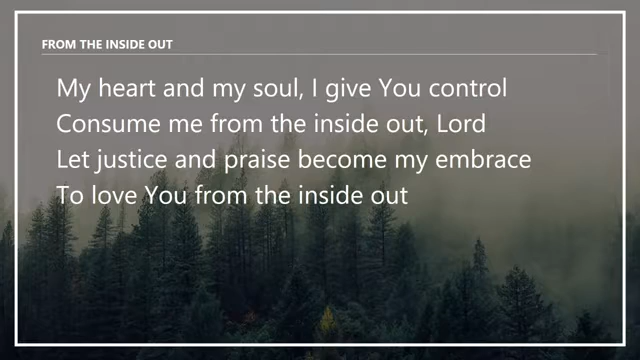 FROM THE INSIDE OUT
My heart and my soul, I give You control
Consume me from the inside out, Lord
Let justice and praise become my embrace
To love You from the inside out